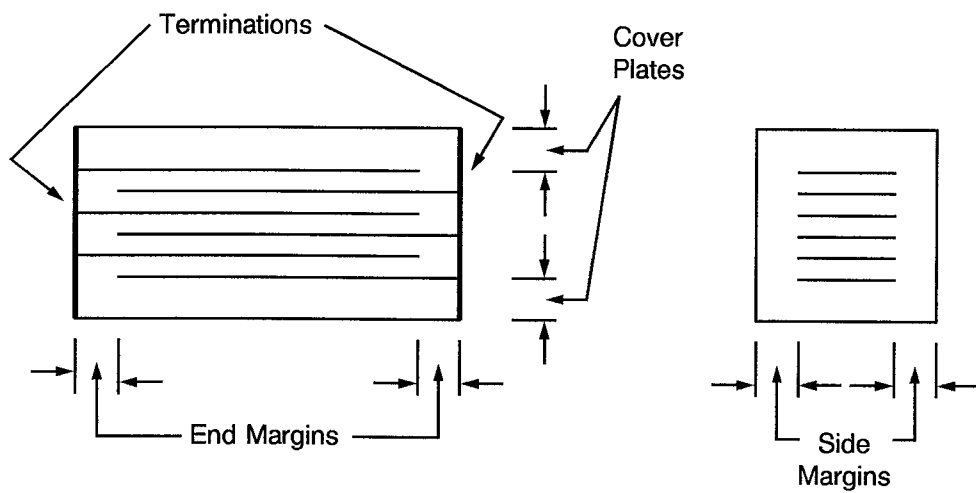 Terminations
Cover
Plates
End Margins
Side
Margins